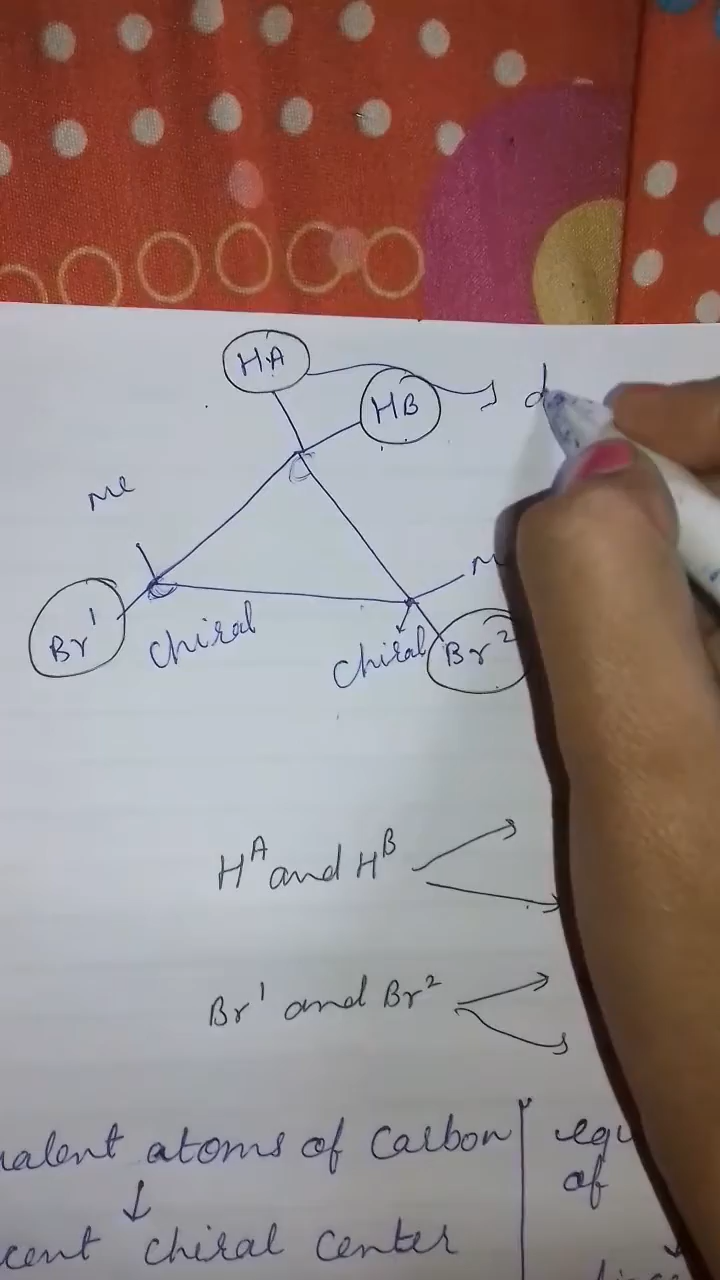 HA
HB
d
Me
Br¹
Chiral
Chiral
Br²
Hᴬ and Hᴮ
Br¹ and Br²
atoms of Carbon
of
chiral center